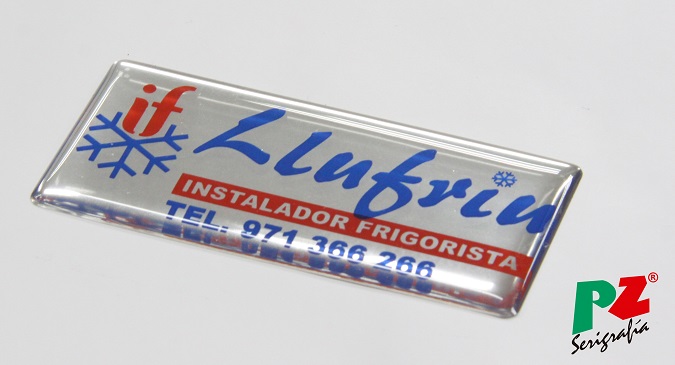 if
Llufriu
INSTALADOR FRIGORISTA
TEL: 971 366 266
PZ®
Serigrafía